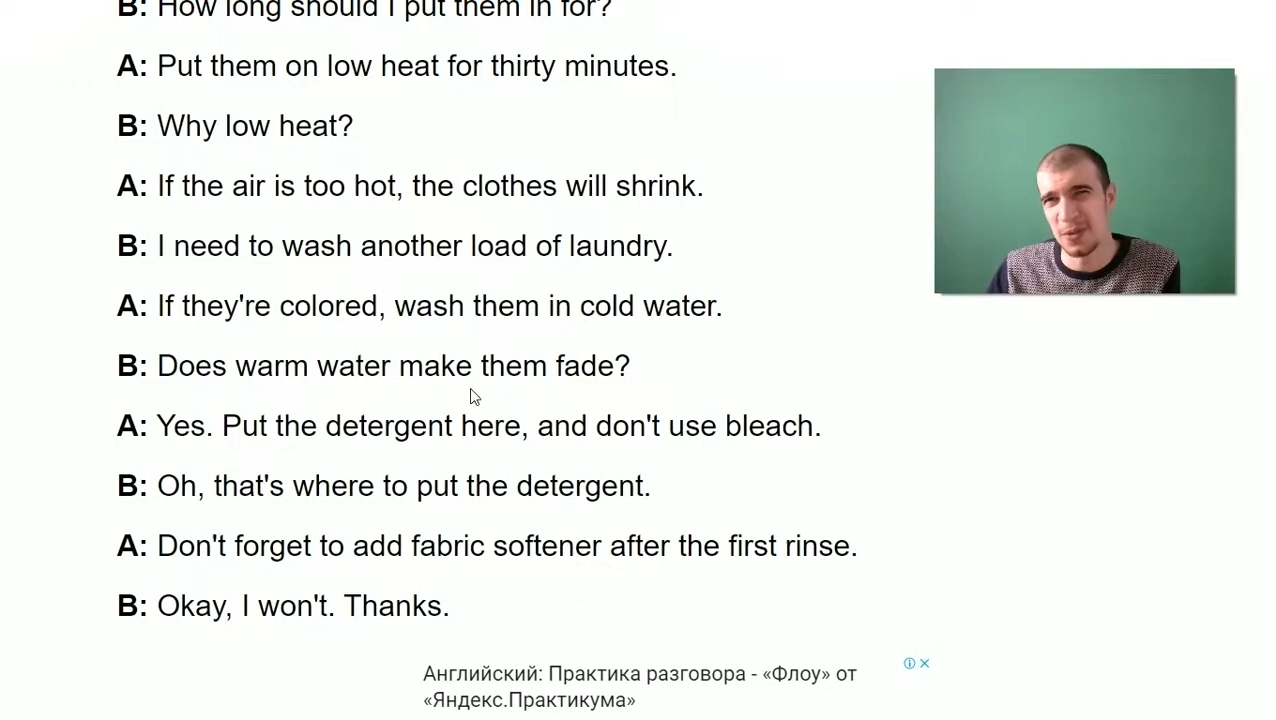 B: How long should I put them in for?
A: Put them on low heat for thirty minutes.
B: Why low heat?
A: If the air is too hot, the clothes will shrink.
B: I need to wash another load of laundry.
A: If they're colored, wash them in cold water.
B: Does warm water make them fade?
A: Yes. Put the detergent here, and don't use bleach.
B: Oh, that's where to put the detergent.
A: Don't forget to add fabric softener after the first rinse.
B: Okay, I won't. Thanks.
Английский: Практика разговора - «Флоу» от
«Яндекс.Практикума»